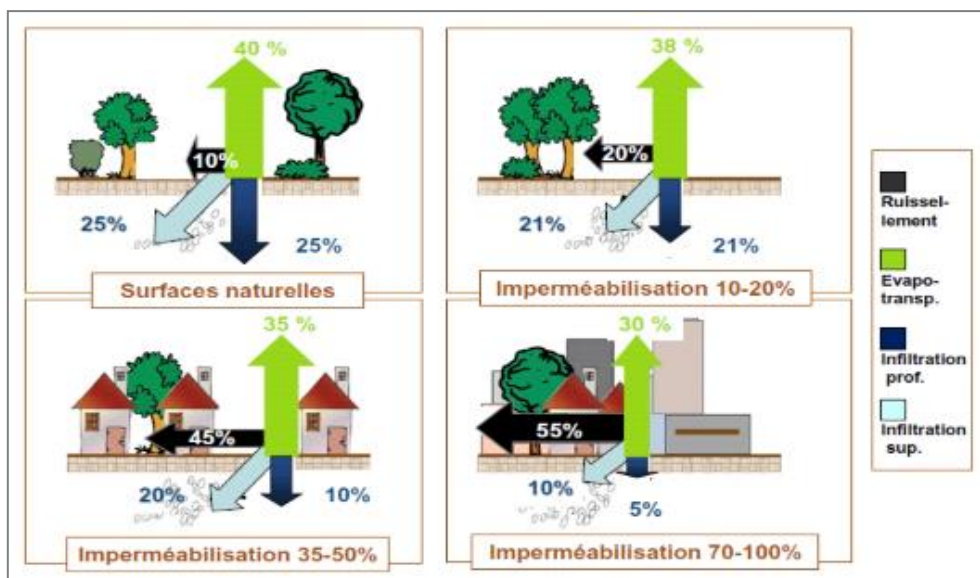 40 %
10%
25%
25%
Surfaces naturelles
38 %
20%
21%
21%
Imperméabilisation 10-20%
35 %
45%
20%
10%
Imperméabilisation 35-50%
30 %
55%
10%
5%
Imperméabilisation 70-100%
Ruissel-
lement
Evapo-
transp.
Infiltration
prof.
Infiltration
sup.